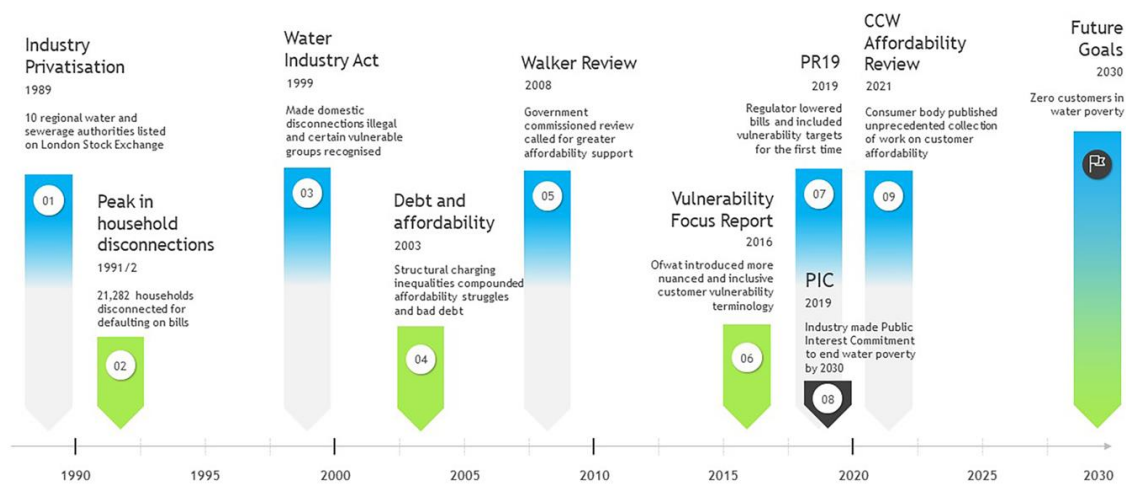 Industry
Privatisation
1989
10 regional water and
sewerage authorities listed
on London Stock Exchange
01
Peak in
household
disconnections
1991/2
21,282 households
disconnected for
defaulting on bills
02
Water
Industry Act
1999
Made domestic
disconnections illegal
and certain vulnerable
groups recognised
03
Debt and
affordability
2003
Structural charging
inequalities compounded
affordability struggles
and bad debt
04
Walker Review
2008
Government
commissioned review
called for greater
affordability support
05
Vulnerability
Focus Report
2016
Ofwat introduced more
nuanced and inclusive
customer vulnerability
terminology
06
PR19
2019
Regulator lowered
bills and included
vulnerability targets
for the first time
07
PIC
2019
Industry made Public
Interest Commitment
to end water poverty
by 2030
08
CCW
Affordability
Review
2021
Consumer body published
unprecedented collection
of work on customer
affordability
09
Future
Goals
2030
Zero customers in
water poverty
1990 1995 2000 2005 2010 2015 2020 2025 2030